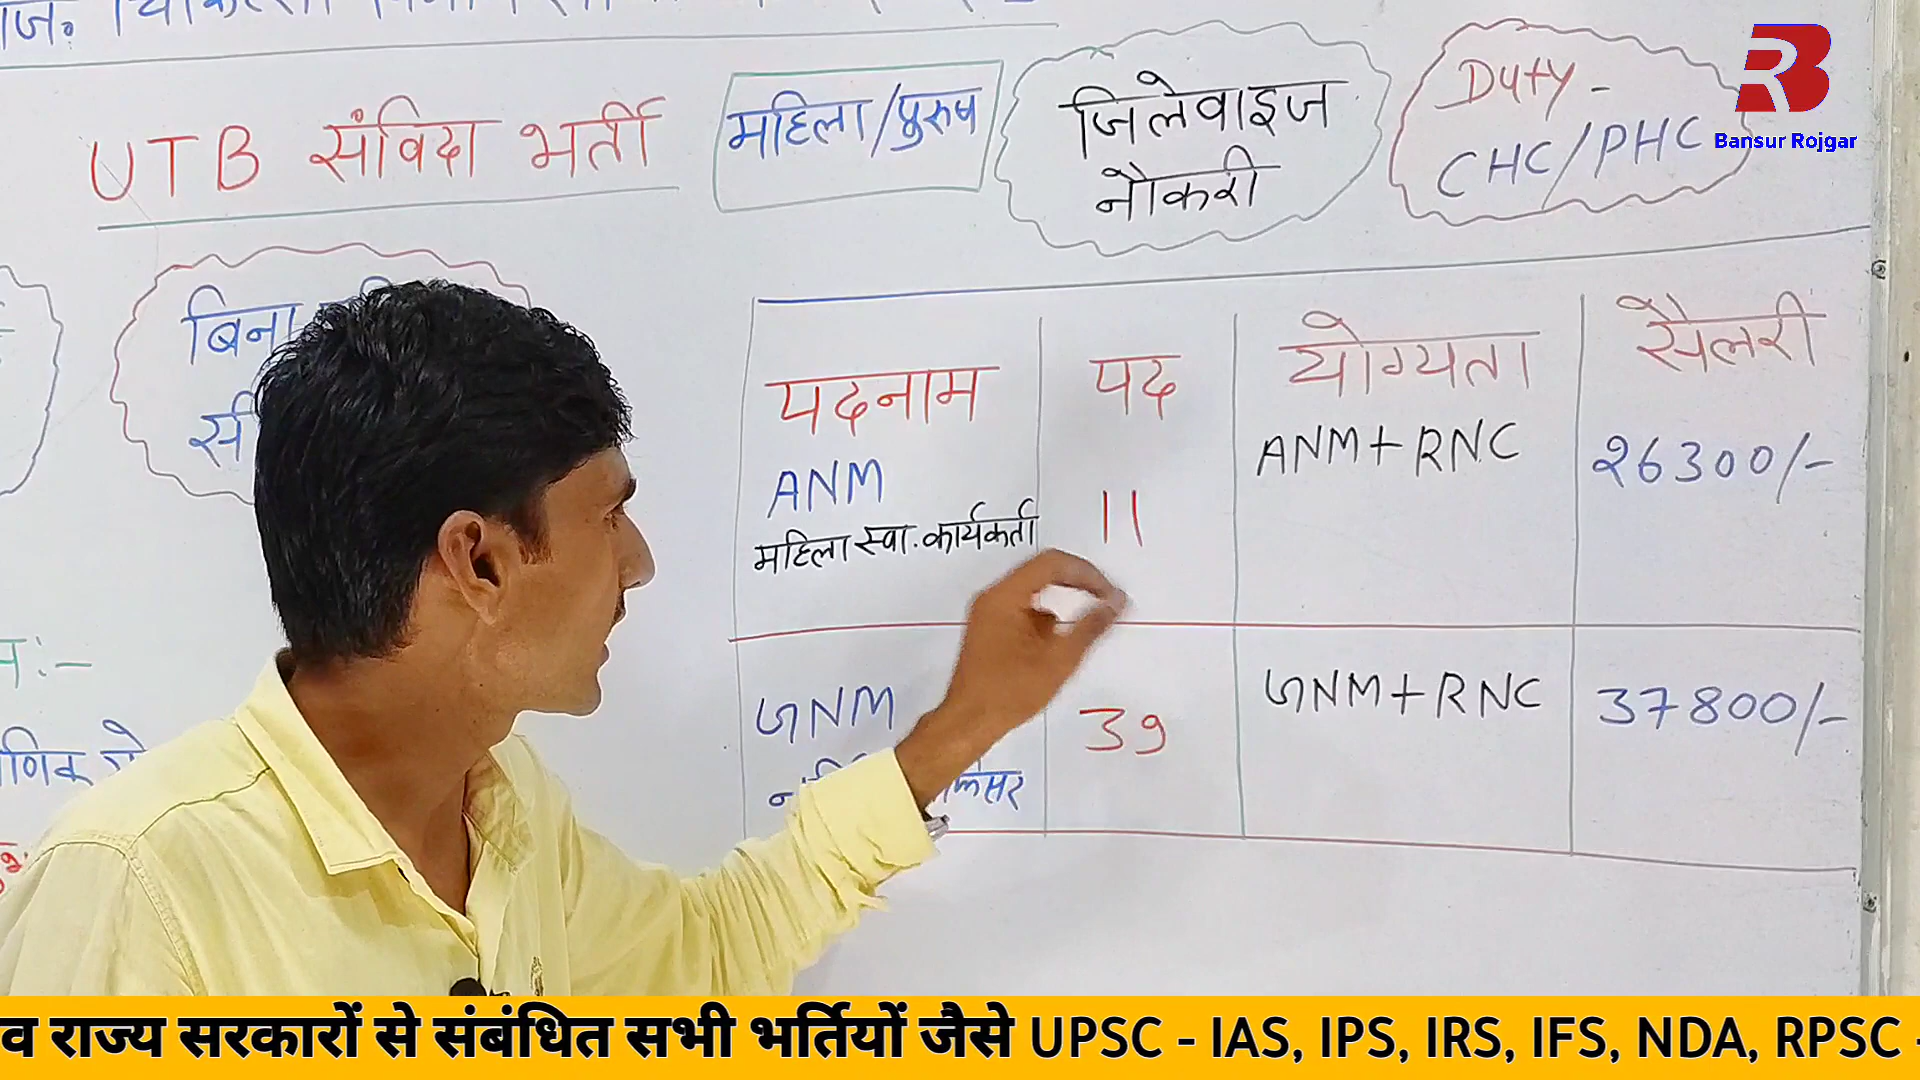 UTB संविदा भर्ती
महिला/पुरुष
जिलेवाइज
नौकरी
Duty -
CHC/PHC
Bansur Rojgar
बिना
सी
पदनाम पद योग्यता सैलरी
ANM 11 ANM+RNC 26300/-
महिला स्वा. कार्यकर्ता
GNM 39 GNM+RNC 37800/-
व राज्य सरकारों से संबंधित सभी भर्तियों जैसे UPSC - IAS, IPS, IRS, IFS, NDA, RPSC -